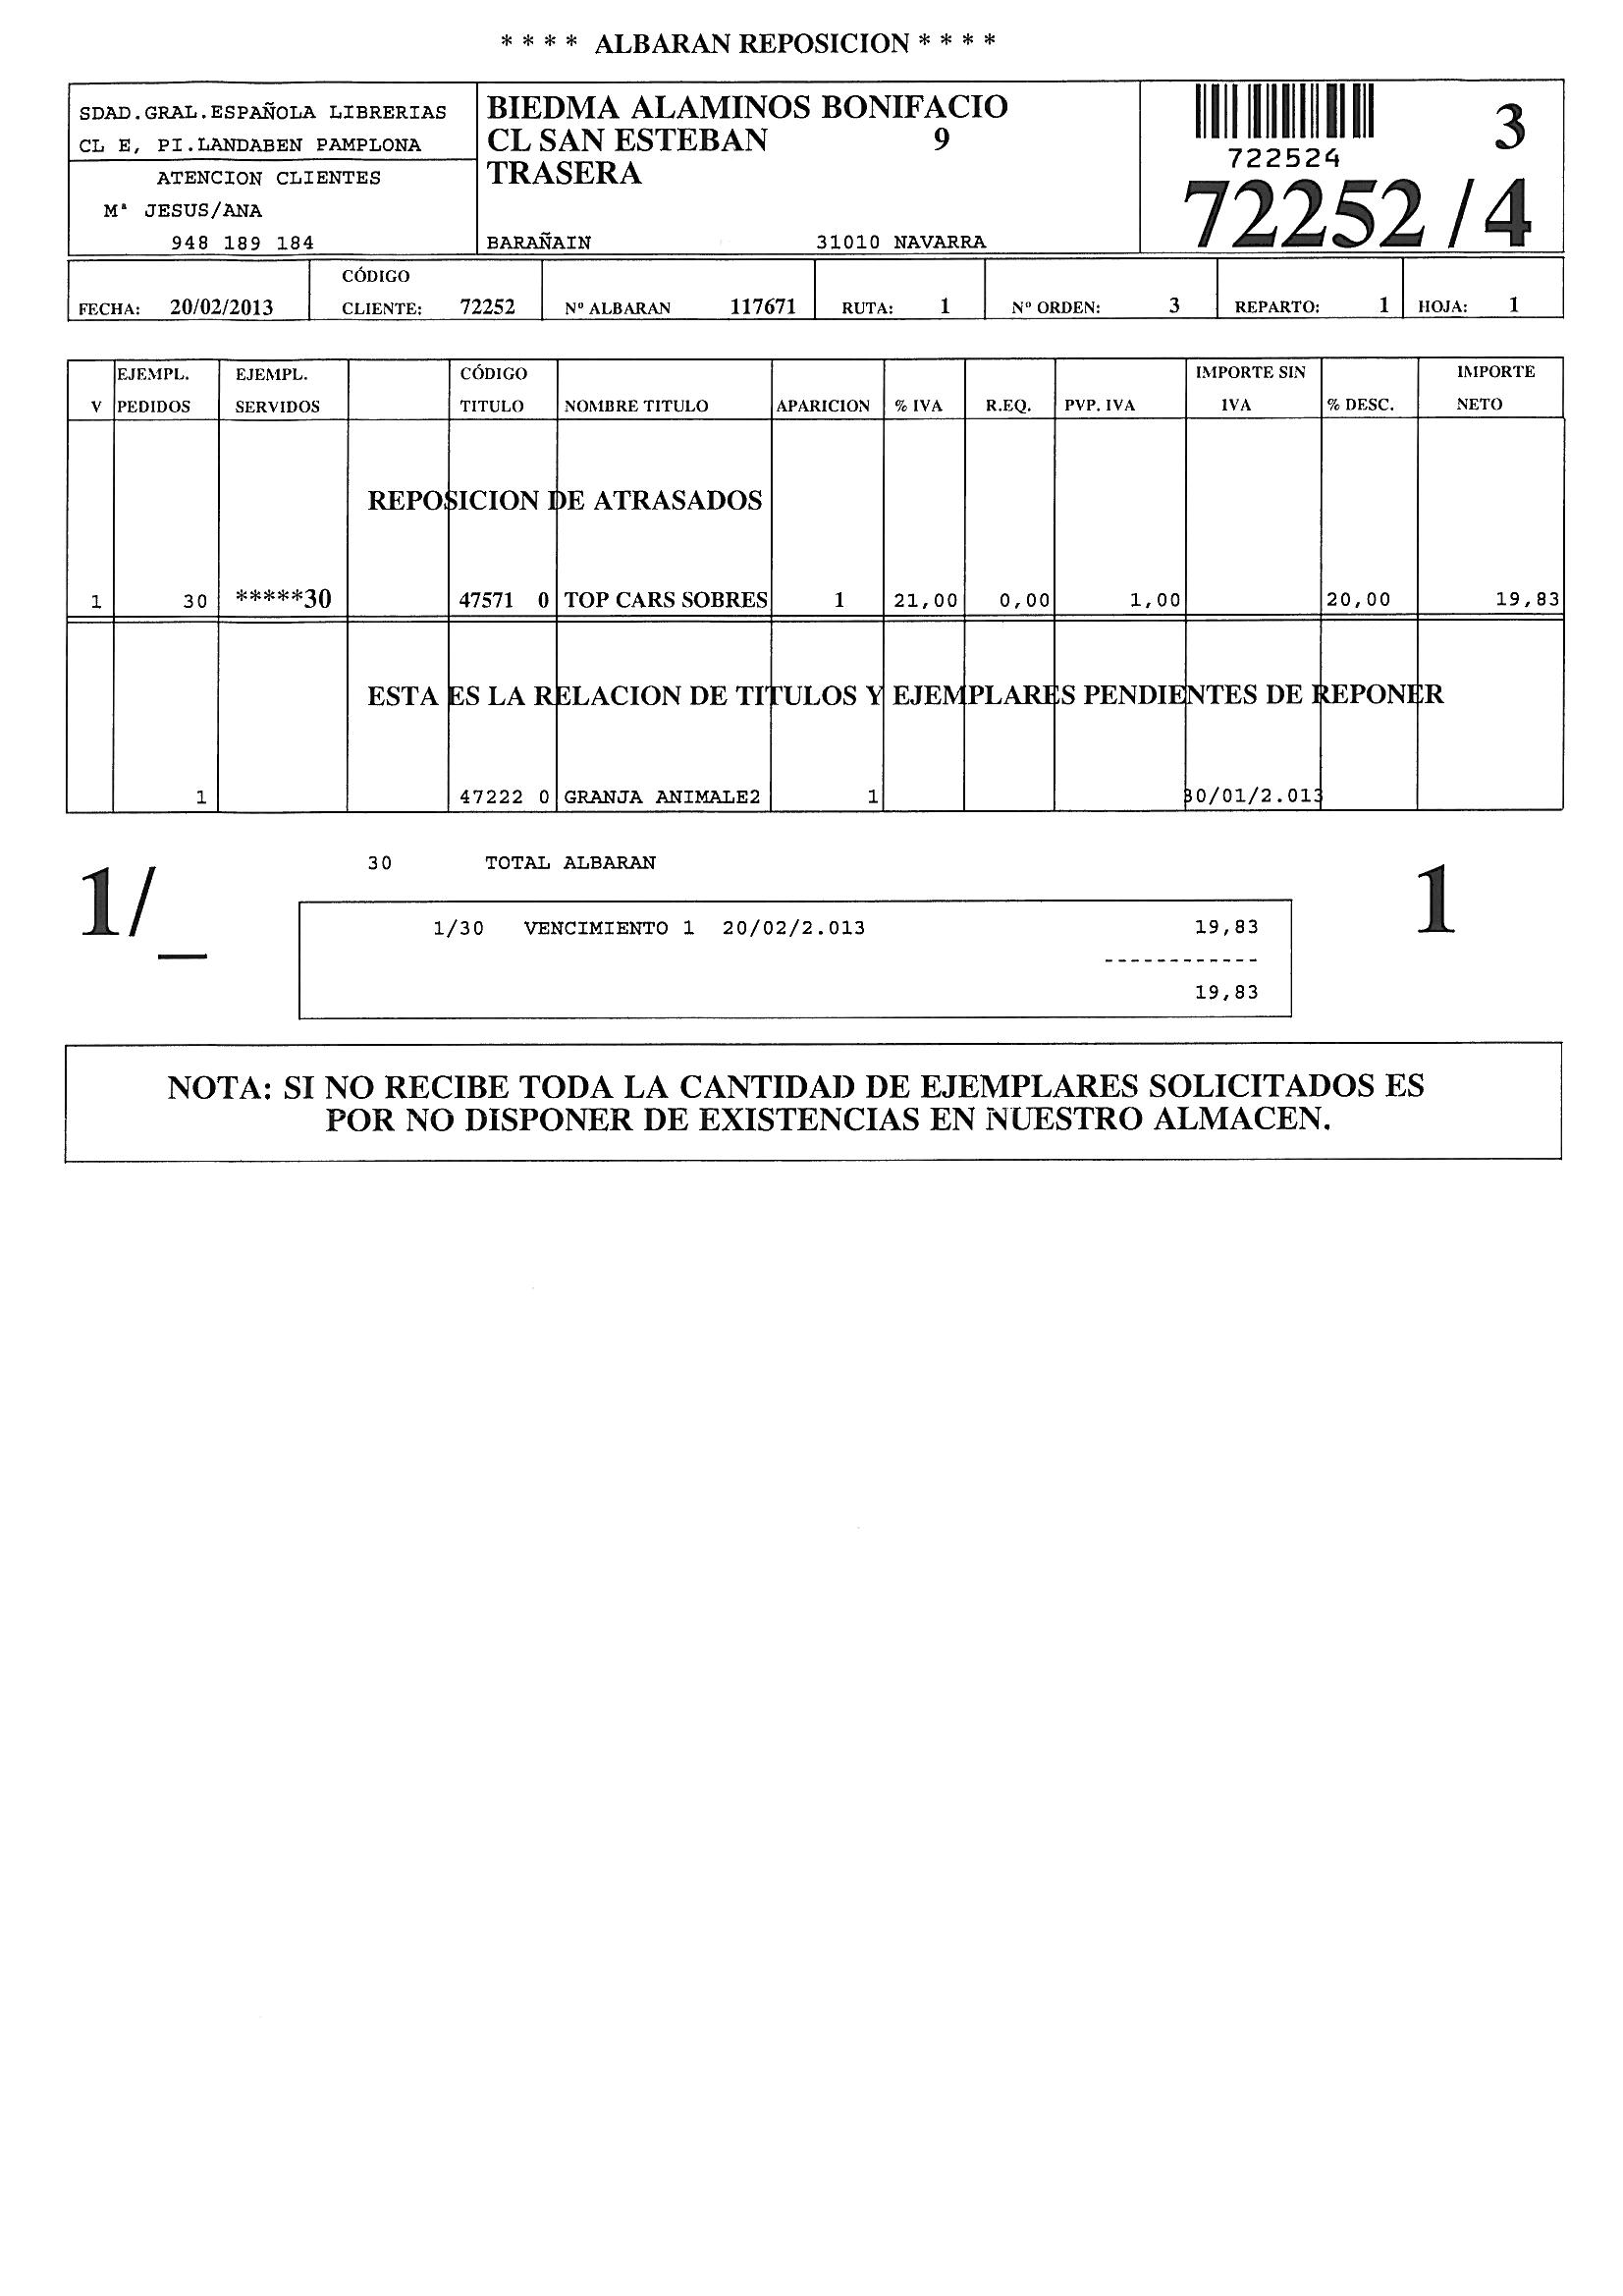 * * * * ALBARAN REPOSICION * * * *
SDAD.GRAL.ESPAÑOLA LIBRERIAS
CL E, PI.LANDABEN PAMPLONA
ATENCION CLIENTES
Mª JESUS/ANA
948 189 184
BIEDMA ALAMINOS BONIFACIO
CL SAN ESTEBAN 9
TRASERA
BARAÑAIN 31010 NAVARRA
722524
3
72252 / 4
FECHA: 20/02/2013 CÓDIGO CLIENTE: 72252 Nº ALBARAN 117671 RUTA: 1 Nº ORDEN: 3 REPARTO: 1 HOJA: 1
EJEMPL. EJEMPL. CÓDIGO IMPORTE SIN IMPORTE
V PEDIDOS SERVIDOS TITULO NOMBRE TITULO APARICION % IVA R.EQ. PVP. IVA IVA % DESC. NETO
REPOSICION DE ATRASADOS
1 30 *****30 47571 0 TOP CARS SOBRES 1 21,00 0,00 1,00 20,00 19,83
ESTA ES LA RELACION DE TITULOS Y EJEMPLARES PENDIENTES DE REPONER
1 47222 0 GRANJA ANIMALE2 1 30/01/2.013
30 TOTAL ALBARAN
1/_
1
1/30 VENCIMIENTO 1 20/02/2.013 19,83
------------
19,83
NOTA: SI NO RECIBE TODA LA CANTIDAD DE EJEMPLARES SOLICITADOS ES
POR NO DISPONER DE EXISTENCIAS EN NUESTRO ALMACEN.